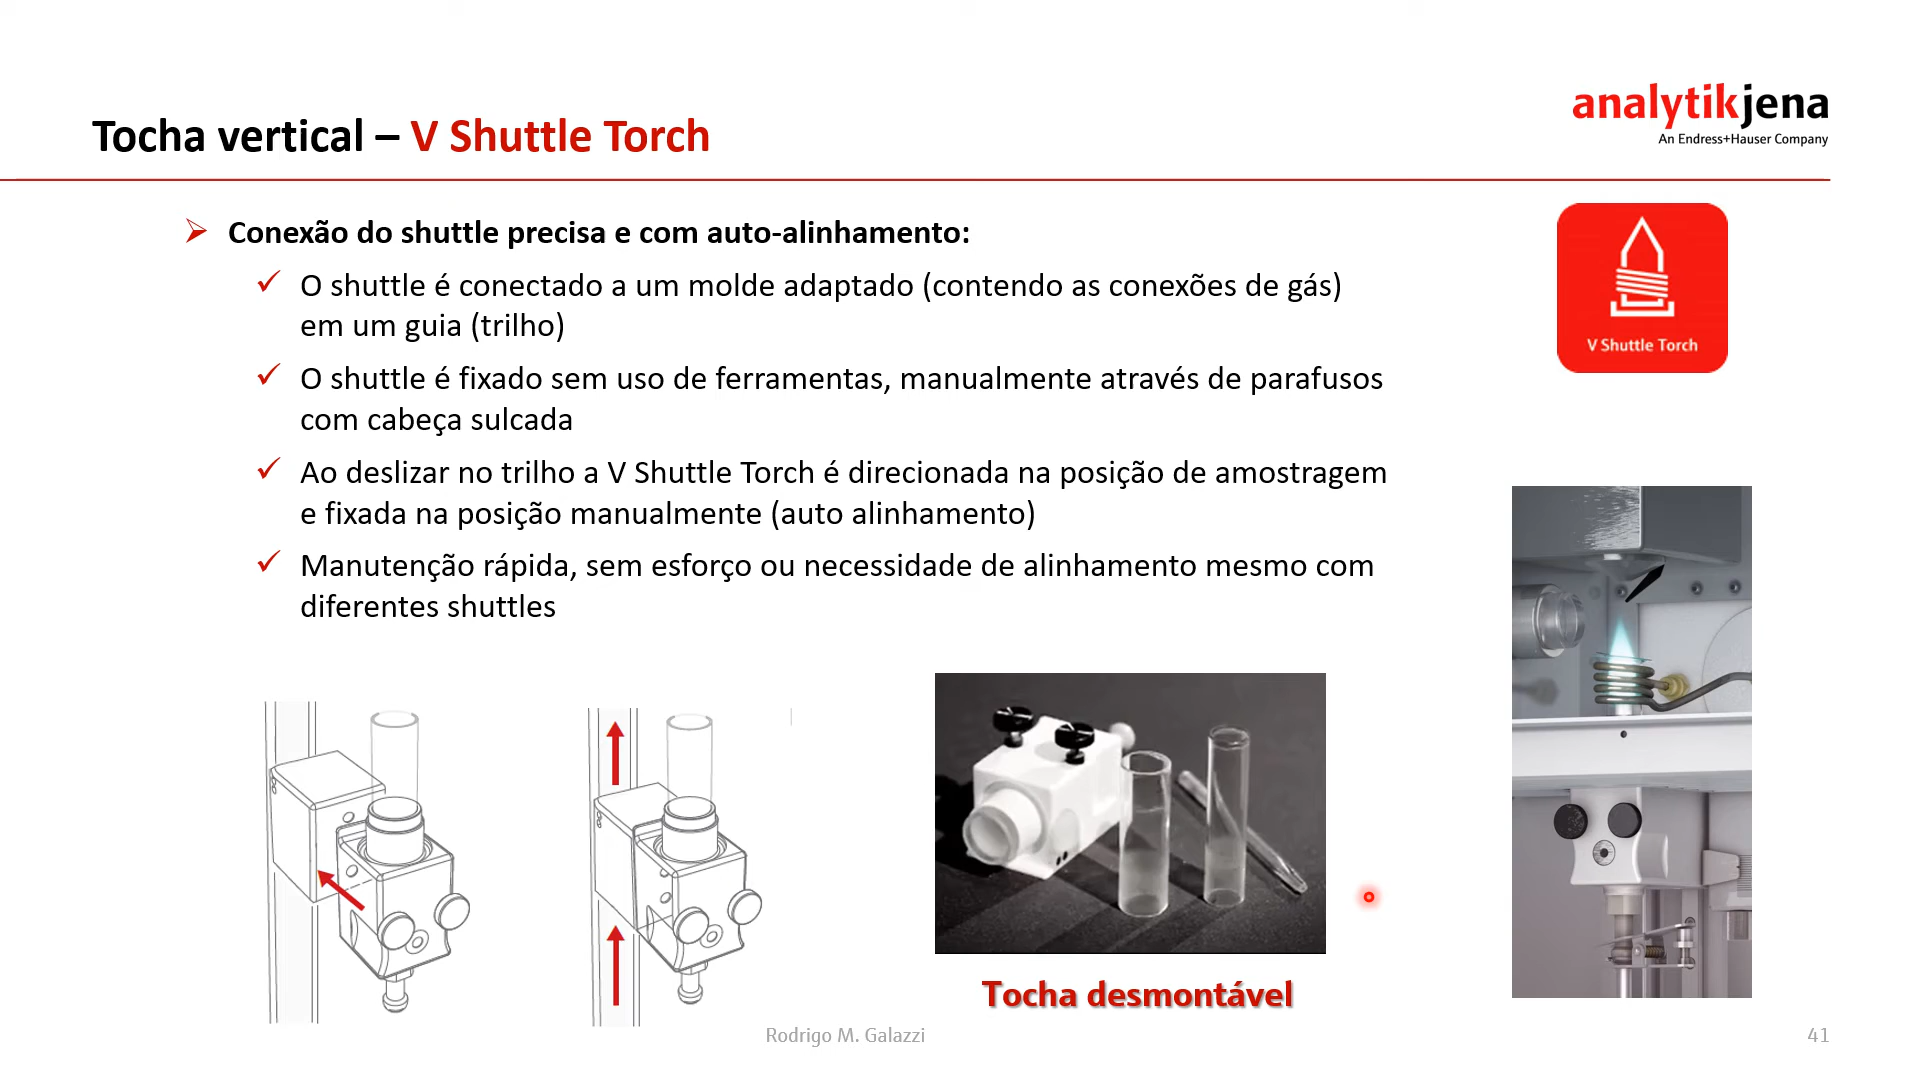 analytikjena
An Endress+Hauser Company
Tocha vertical – V Shuttle Torch
Conexão do shuttle precisa e com auto-alinhamento:
O shuttle é conectado a um molde adaptado (contendo as conexões de gás)
em um guia (trilho)
O shuttle é fixado sem uso de ferramentas, manualmente através de parafusos
com cabeça sulcada
Ao deslizar no trilho a V Shuttle Torch é direcionada na posição de amostragem
e fixada na posição manualmente (auto alinhamento)
Manutenção rápida, sem esforço ou necessidade de alinhamento mesmo com
diferentes shuttles
V Shuttle Torch
Tocha desmontável
Rodrigo M. Galazzi
41